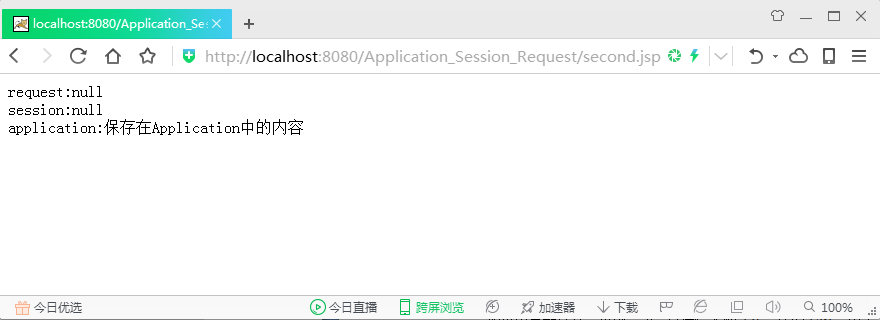 localhost:8080/Application_Ses
http://localhost:8080/Application_Session_Request/second.jsp
request:null
session:null
application:保存在Application中的内容
今日优选
今日直播
跨屏浏览
加速器
下载
100%